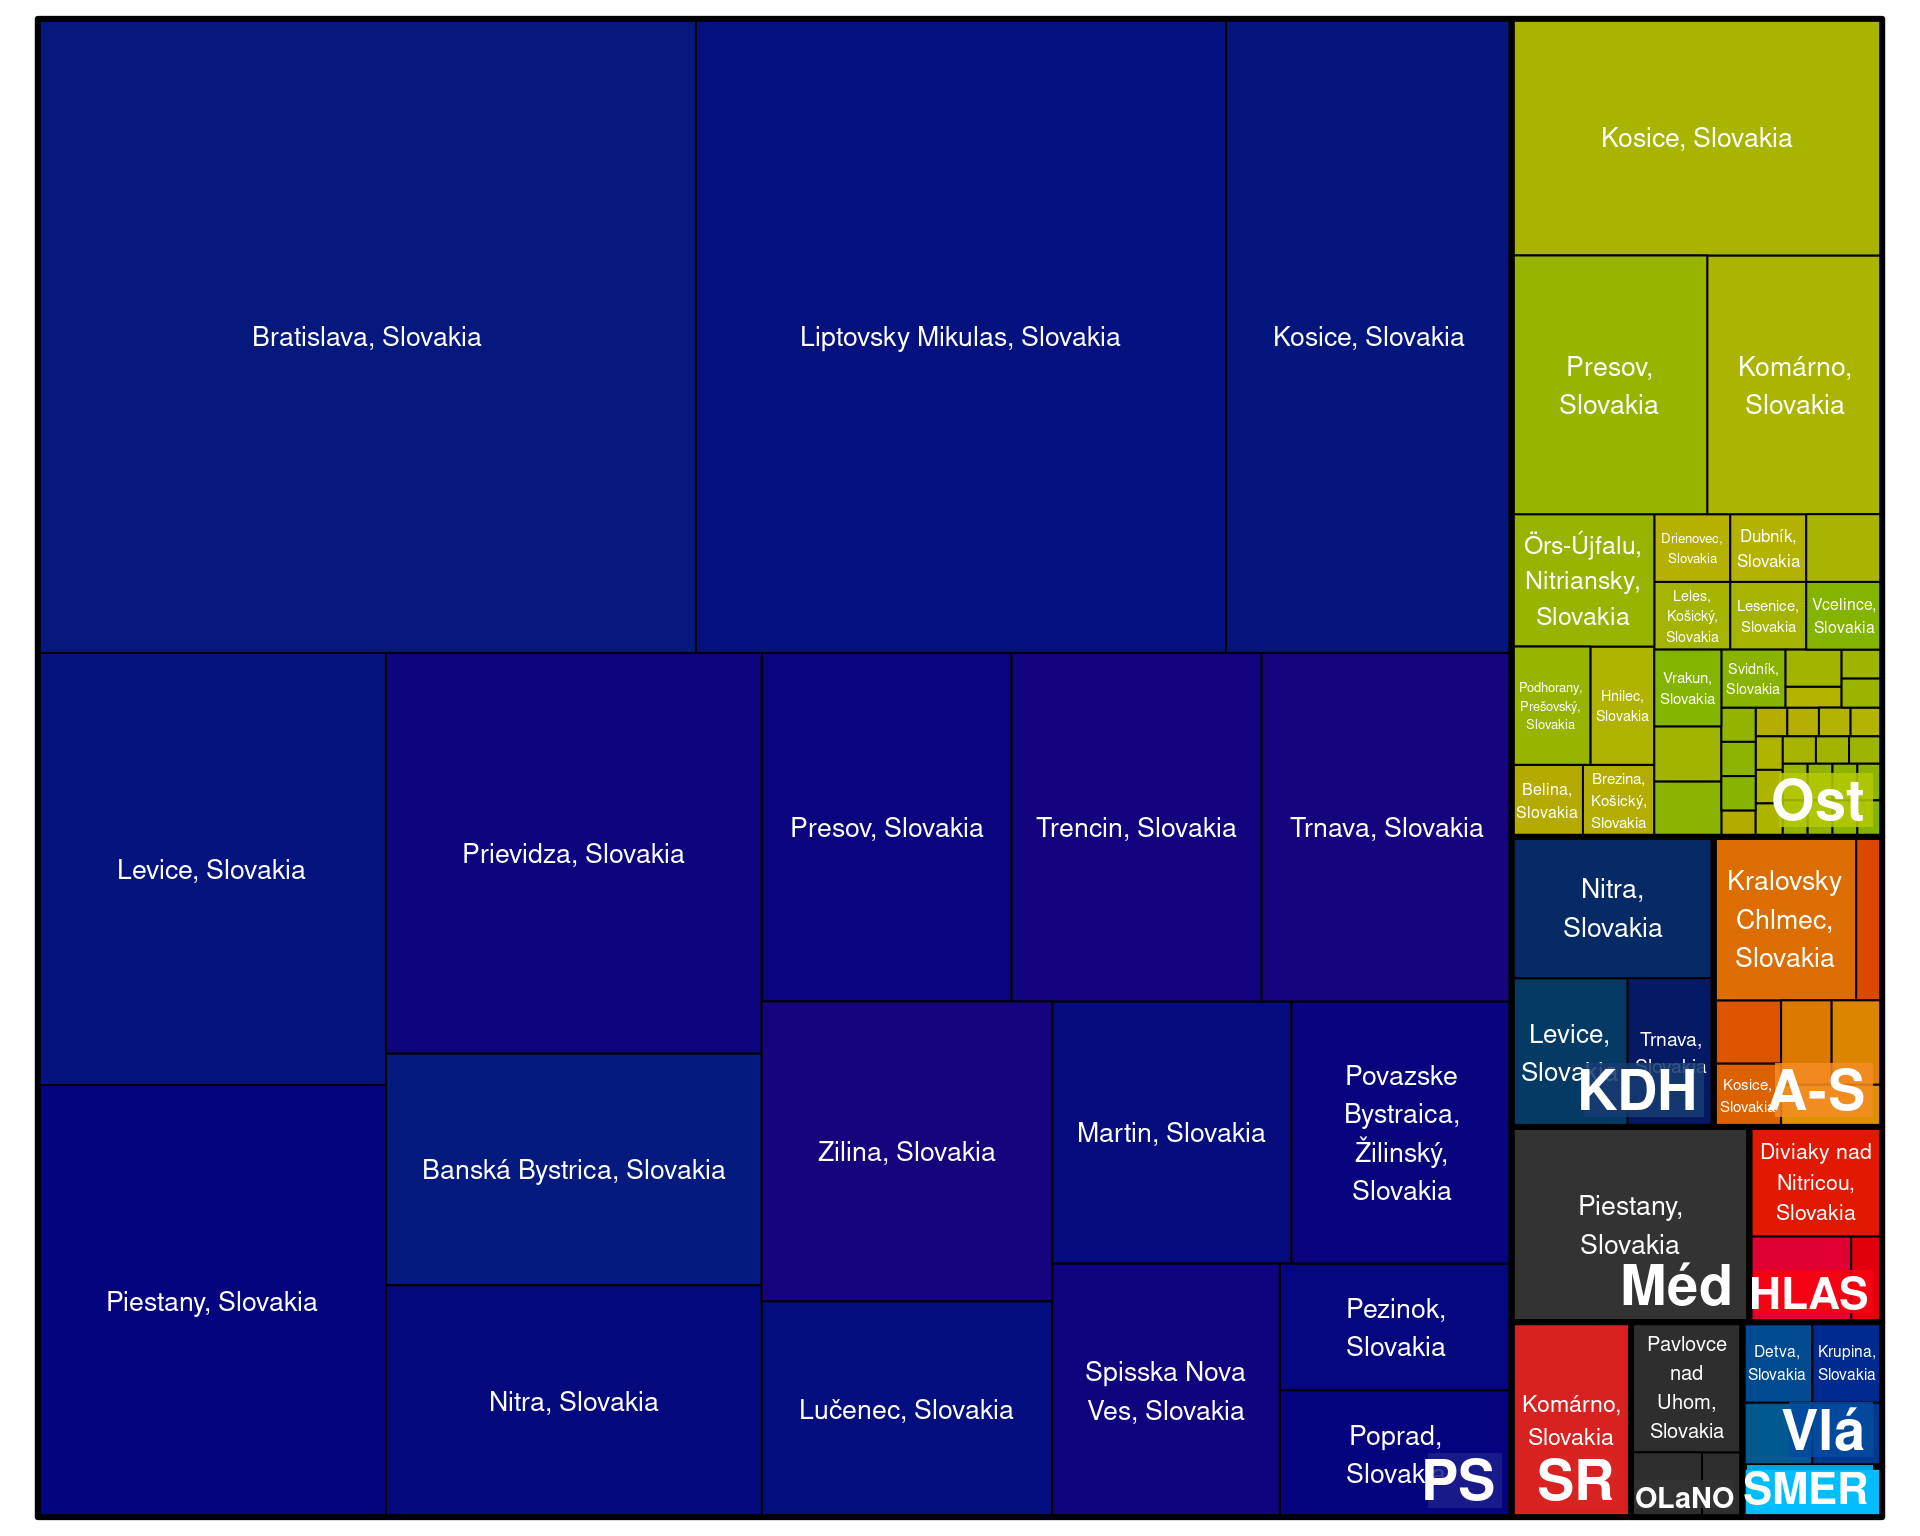 Bratislava, Slovakia
Liptovsky Mikulas, Slovakia
Kosice, Slovakia
Levice, Slovakia
Piestany, Slovakia
Prievidza, Slovakia
Banská Bystrica, Slovakia
Nitra, Slovakia
Presov, Slovakia
Trencin, Slovakia
Trnava, Slovakia
Zilina, Slovakia
Lučenec, Slovakia
Martin, Slovakia
Povazske
Bystraica,
Žilinský,
Slovakia
Spisska Nova
Ves, Slovakia
Pezinok,
Slovakia
Poprad,
Slovakia
PS
Kosice, Slovakia
Presov,
Slovakia
Komárno,
Slovakia
Örs-Újfalu,
Nitriansky,
Slovakia
Drienovec,
Slovakia
Dubník,
Slovakia
Leles,
Košický,
Slovakia
Lesenice,
Slovakia
Vcelince,
Slovakia
Podhorany,
Prešovský,
Slovakia
Hnilec,
Slovakia
Vrakun,
Slovakia
Svidník,
Slovakia
Belina,
Slovakia
Brezina,
Košický,
Slovakia
Ost
Nitra,
Slovakia
Levice,
Slovakia
Trnava,
Slovakia
KDH
Kralovsky
Chlmec,
Slovakia
Kosice,
Slovakia
A-S
Piestany,
Slovakia
Méd
Diviaky nad
Nitricou,
Slovakia
HLAS
Komárno,
Slovakia
SR
Pavlovce
nad
Uhom,
Slovakia
OLaNO
Detva,
Slovakia
Krupina,
Slovakia
Vlá
SMER